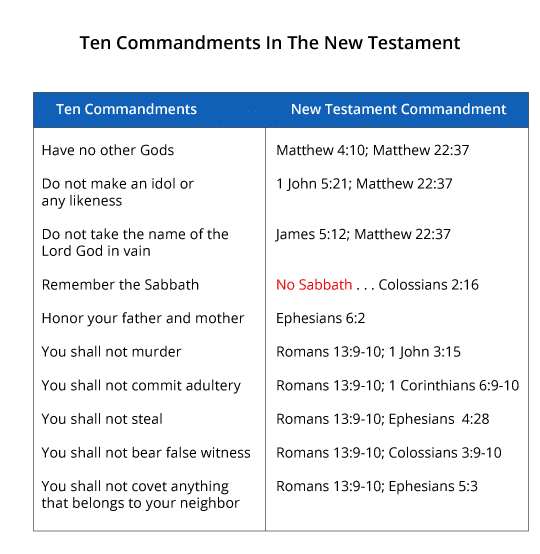 Ten Commandments In The New Testament
Ten Commandments New Testament Commandment
Have no other Gods Matthew 4:10; Matthew 22:37
Do not make an idol or 1 John 5:21; Matthew 22:37
any likeness
Do not take the name of the James 5:12; Matthew 22:37
Lord God in vain
Remember the Sabbath No Sabbath . . . Colossians 2:16
Honor your father and mother Ephesians 6:2
You shall not murder Romans 13:9-10; 1 John 3:15
You shall not commit adultery Romans 13:9-10; 1 Corinthians 6:9-10
You shall not steal Romans 13:9-10; Ephesians 4:28
You shall not bear false witness Romans 13:9-10; Colossians 3:9-10
You shall not covet anything Romans 13:9-10; Ephesians 5:3
that belongs to your neighbor